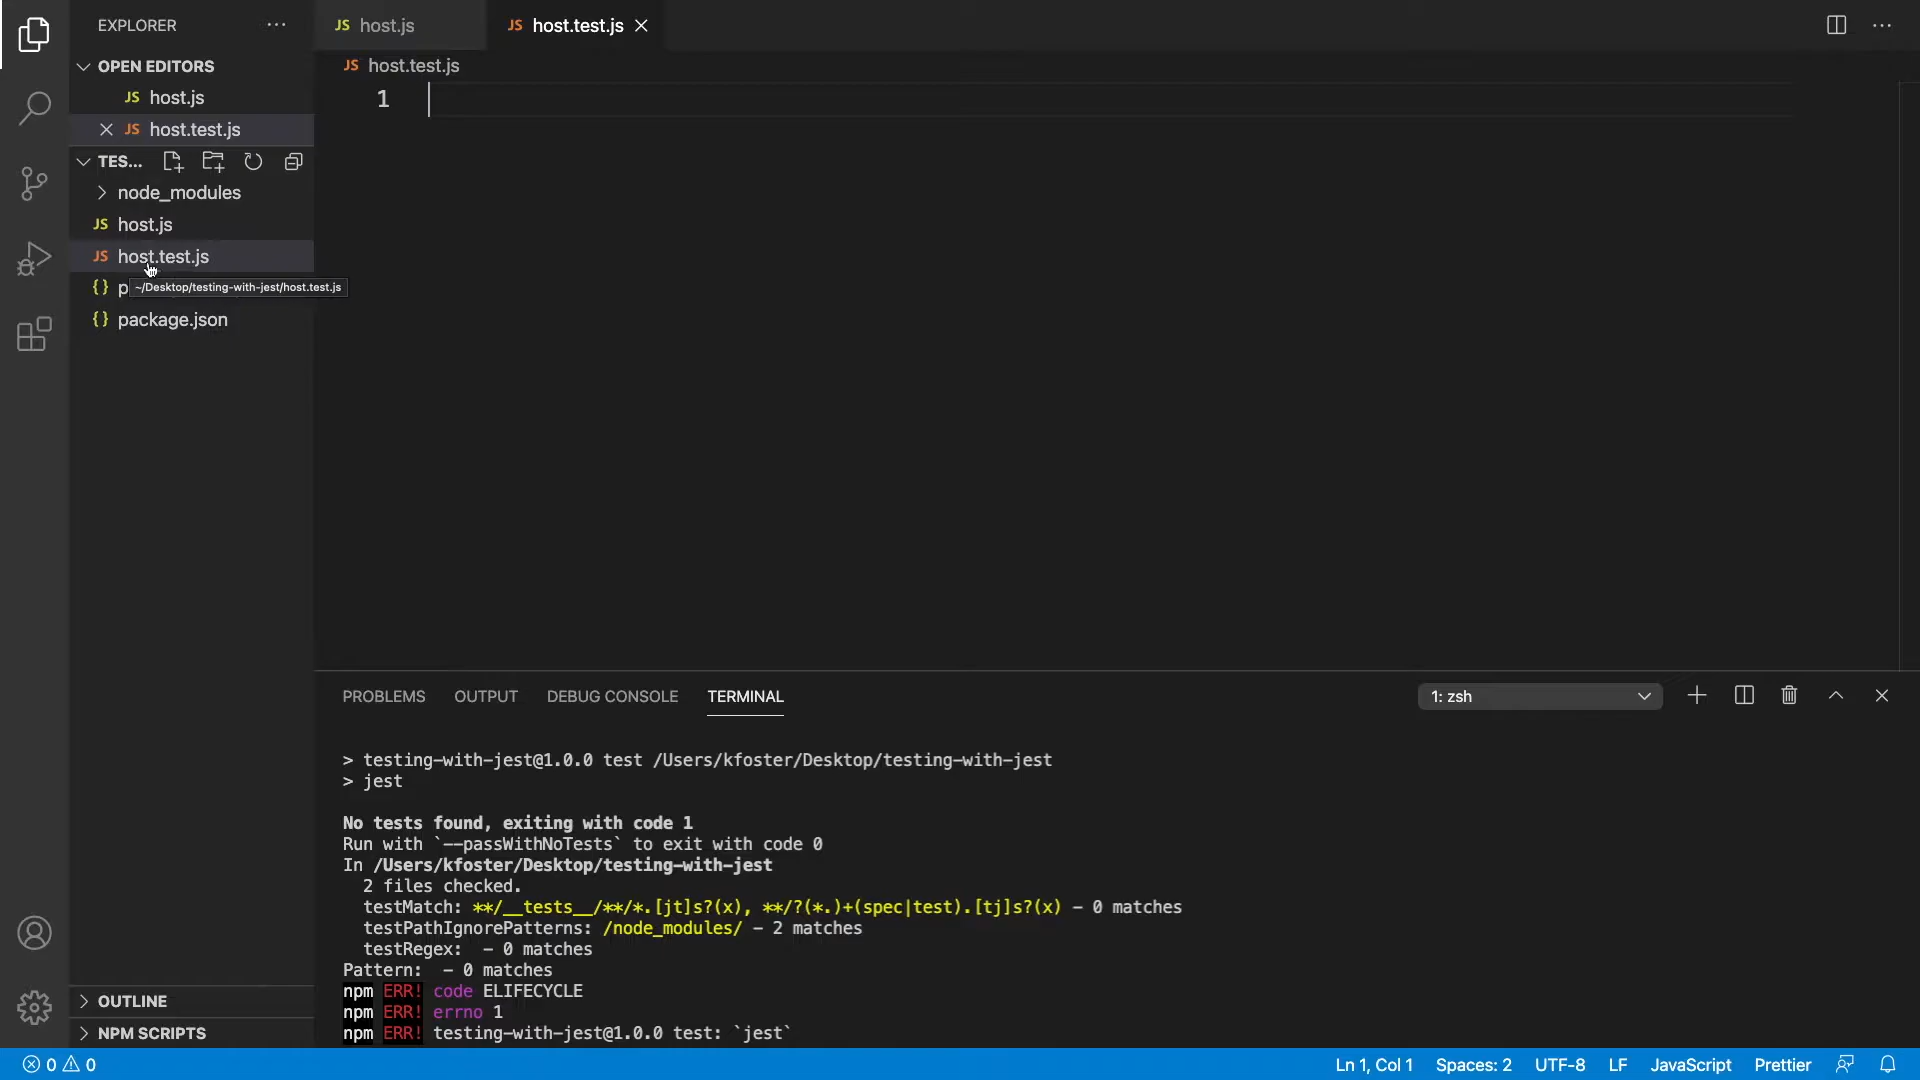 EXPLORER
JS host.js
JS host.test.js
OPEN EDITORS
JS host.js
JS host.test.js
TES...
node_modules
JS host.js
JS host.test.js
{} p
~/Desktop/testing-with-jest/host.test.js
{} package.json
OUTLINE
NPM SCRIPTS
JS host.test.js
1
PROBLEMS OUTPUT DEBUG CONSOLE TERMINAL
1: zsh
> testing-with-jest@1.0.0 test /Users/kfoster/Desktop/testing-with-jest
> jest
No tests found, exiting with code 1
Run with `--passWithNoTests` to exit with code 0
In /Users/kfoster/Desktop/testing-with-jest
2 files checked.
testMatch: **/__tests__/**/*.[jt]s?(x), **/?(*.)+(spec|test).[tj]s?(x) - 0 matches
testPathIgnorePatterns: /node_modules/ - 2 matches
testRegex:  - 0 matches
Pattern:  - 0 matches
npm ERR! code ELIFECYCLE
npm ERR! errno 1
npm ERR! testing-with-jest@1.0.0 test: `jest`
0 0
Ln 1, Col 1 Spaces: 2 UTF-8 LF JavaScript Prettier